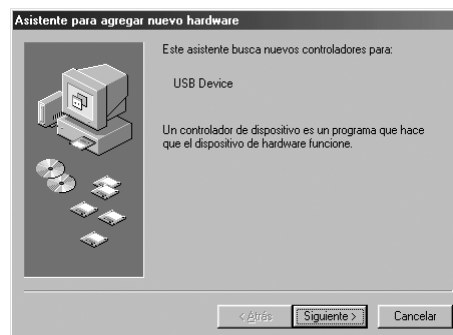 Asistente para agregar nuevo hardware
Este asistente busca nuevos controladores para:
USB Device
Un controlador de dispositivo es un programa que hace
que el dispositivo de hardware funcione.
< Atrás
Siguiente >
Cancelar